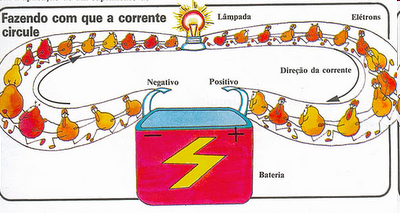 Fazendo com que a corrente
circule
Lâmpada
Elétrons
Direção da corrente
Negativo
Positivo
−
+
Bateria